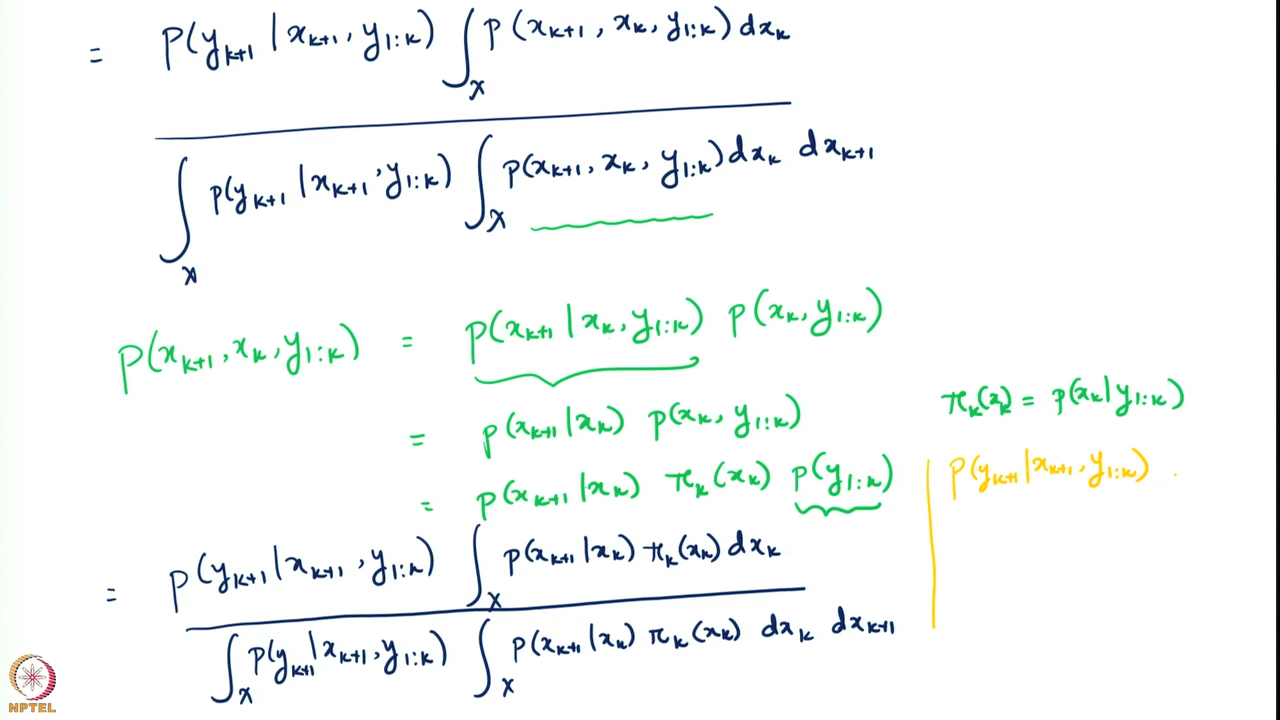 = P(y_{k+1} | x_{k+1}, y_{1:k}) ∫_X P(x_{k+1}, x_k, y_{1:k}) dx_k
∫_X P(y_{k+1} | x_{k+1}, y_{1:k}) ∫_X P(x_{k+1}, x_k, y_{1:k}) dx_k dx_{k+1}
P(x_{k+1}, x_k, y_{1:k}) = P(x_{k+1} | x_k, y_{1:k}) P(x_k, y_{1:k})
= P(x_{k+1} | x_k) P(x_k, y_{1:k})
π_k(x_k) = P(x_k | y_{1:k})
= P(x_{k+1} | x_k) π_k(x_k) P(y_{1:k})
P(y_{k+1} | x_{k+1}, y_{1:k})
= P(y_{k+1} | x_{k+1}, y_{1:k}) ∫_X P(x_{k+1} | x_k) π_k(x_k) dx_k
∫_X P(y_{k+1} | x_{k+1}, y_{1:k}) ∫_X P(x_{k+1} | x_k) π_k(x_k) dx_k dx_{k+1}
NPTEL